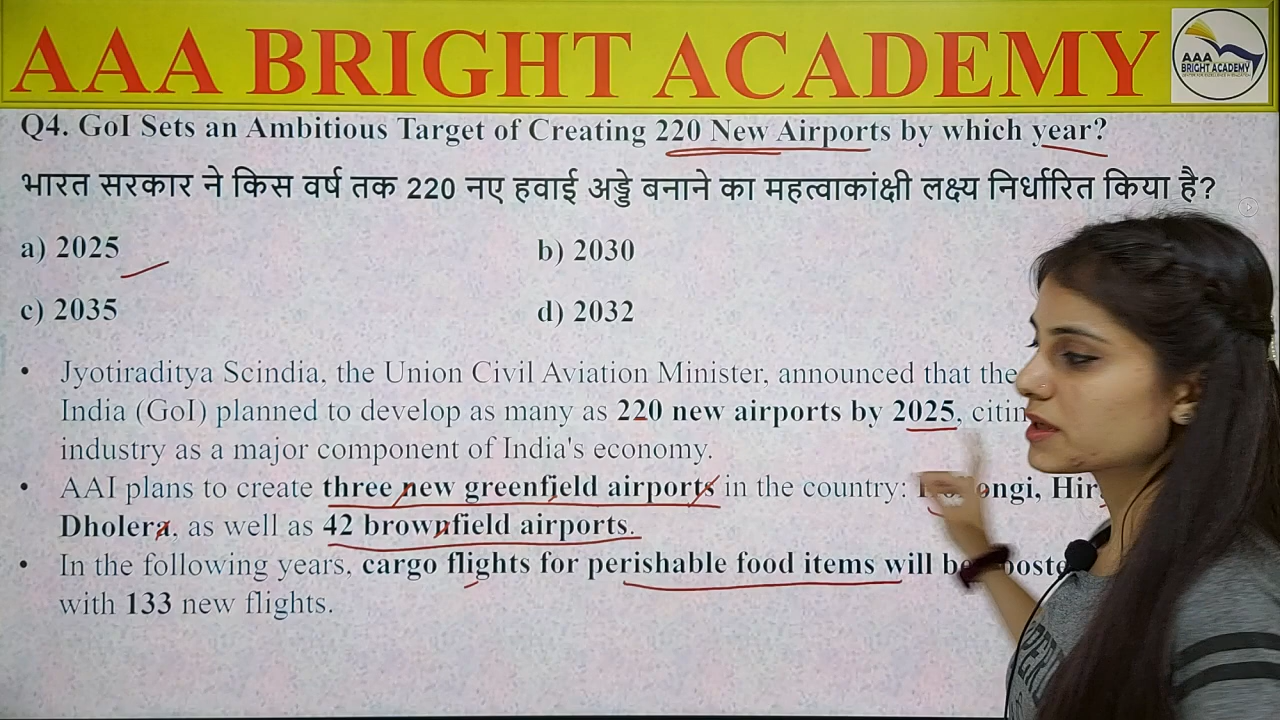 AAA BRIGHT ACADEMY
AAA
BRIGHT ACADEMY
Q4. GoI Sets an Ambitious Target of Creating 220 New Airports by which year?
भारत सरकार ने किस वर्ष तक 220 नए हवाई अड्डे बनाने का महत्वाकांक्षी लक्ष्य निर्धारित किया है?
a) 2025 b) 2030
c) 2035 d) 2032
• Jyotiraditya Scindia, the Union Civil Aviation Minister, announced that the
India (GoI) planned to develop as many as 220 new airports by 2025, citin
industry as a major component of India's economy.
• AAI plans to create three new greenfield airports in the country:
Dholera, as well as 42 brownfield airports.
• In the following years, cargo flights for perishable food items will be
with 133 new flights.